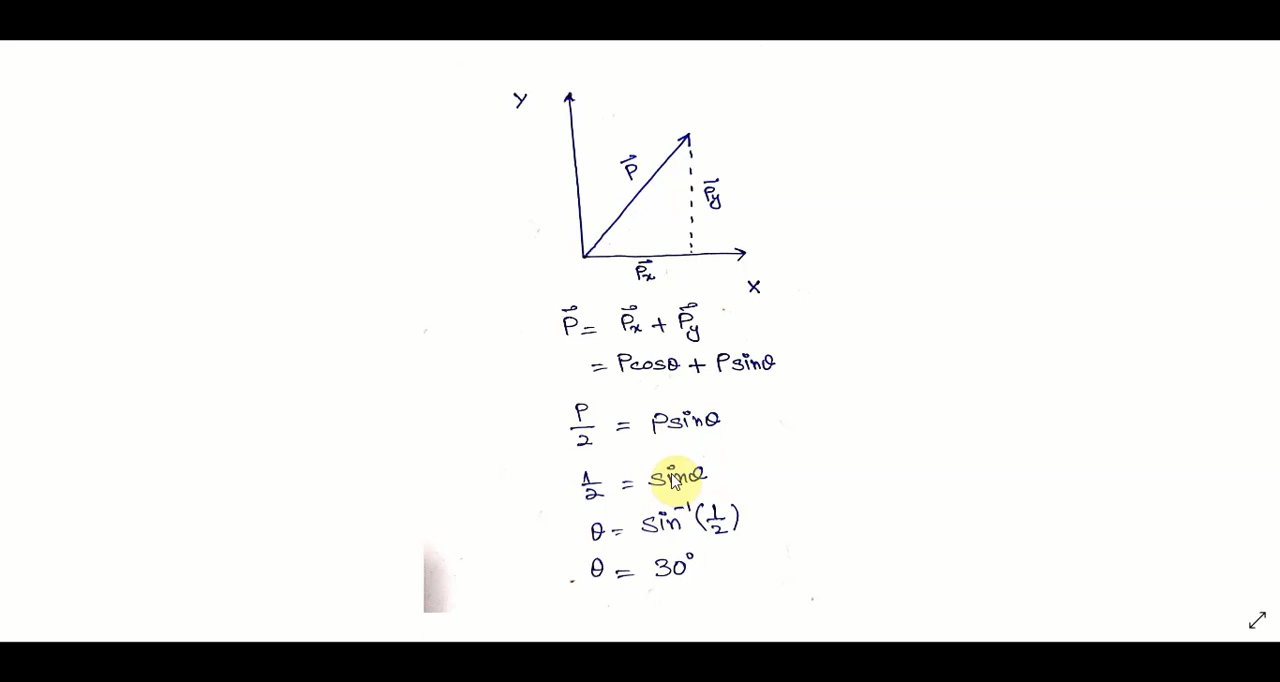 Y
P⃗
P⃗y
P⃗x
X
P⃗ = P⃗x + P⃗y
= Pcosθ + Psinθ
P/2 = Psinθ
1/2 = sinθ
θ = sin⁻¹(1/2)
θ = 30°